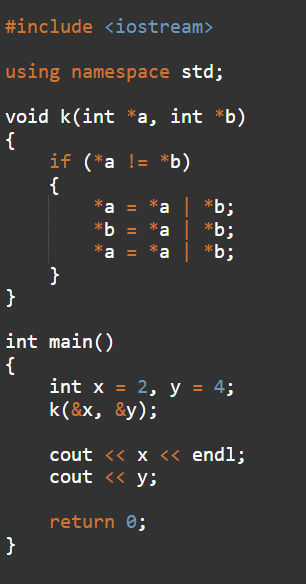 #include <iostream>
using namespace std;
void k(int *a, int *b)
{
if (*a != *b)
{
*a = *a | *b;
*b = *a | *b;
*a = *a | *b;
}
}
int main()
{
int x = 2, y = 4;
k(&x, &y);
cout << x << endl;
cout << y;
return 0;
}